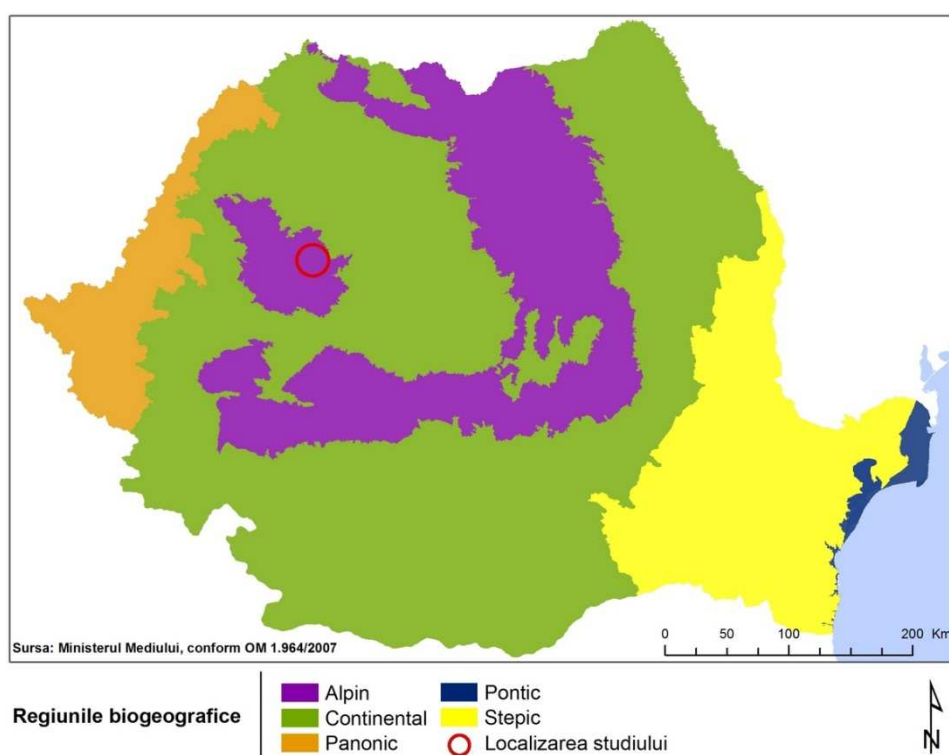 Sursa: Ministerul Mediului, conform OM 1.964/2007
0 50 100 200 Km
Regiunile biogeografice
Alpin
Continental
Panonic
Pontic
Stepic
Localizarea studiului
N